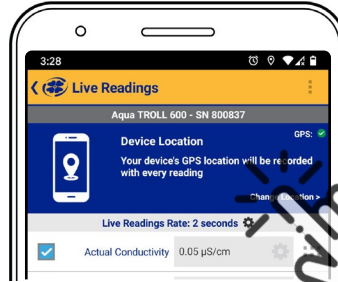 3:28
Live Readings
Aqua TROLL 600 - SN 800837
GPS:
Device Location
Your device's GPS location will be recorded
with every reading
Change Location >
Live Readings Rate: 2 seconds
Actual Conductivity 0.05 µS/cm